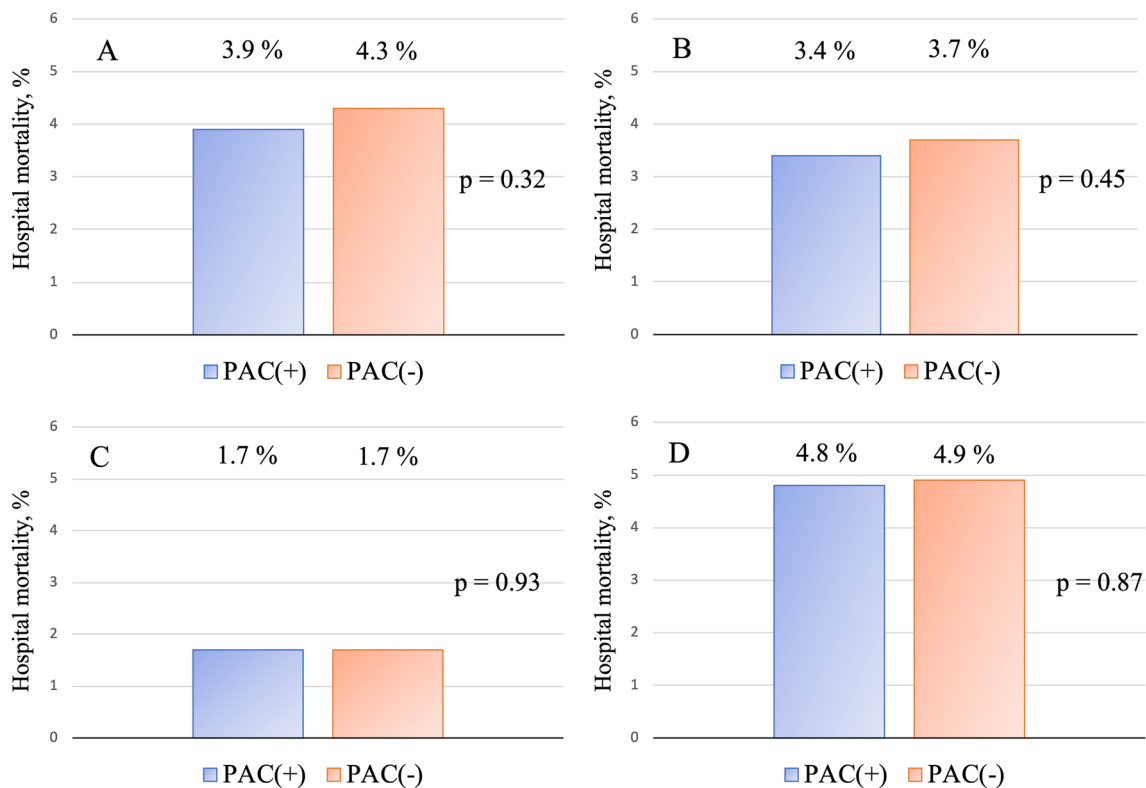 A
3.9 %
4.3 %
Hospital mortality, %
6
5
4
3
2
1
0
p = 0.32
PAC(+)
PAC(-)
B
3.4 %
3.7 %
Hospital mortality, %
6
5
4
3
2
1
0
p = 0.45
PAC(+)
PAC(-)
C
1.7 %
1.7 %
Hospital mortality, %
6
5
4
3
2
1
0
p = 0.93
PAC(+)
PAC(-)
D
4.8 %
4.9 %
Hospital mortality, %
6
5
4
3
2
1
0
p = 0.87
PAC(+)
PAC(-)